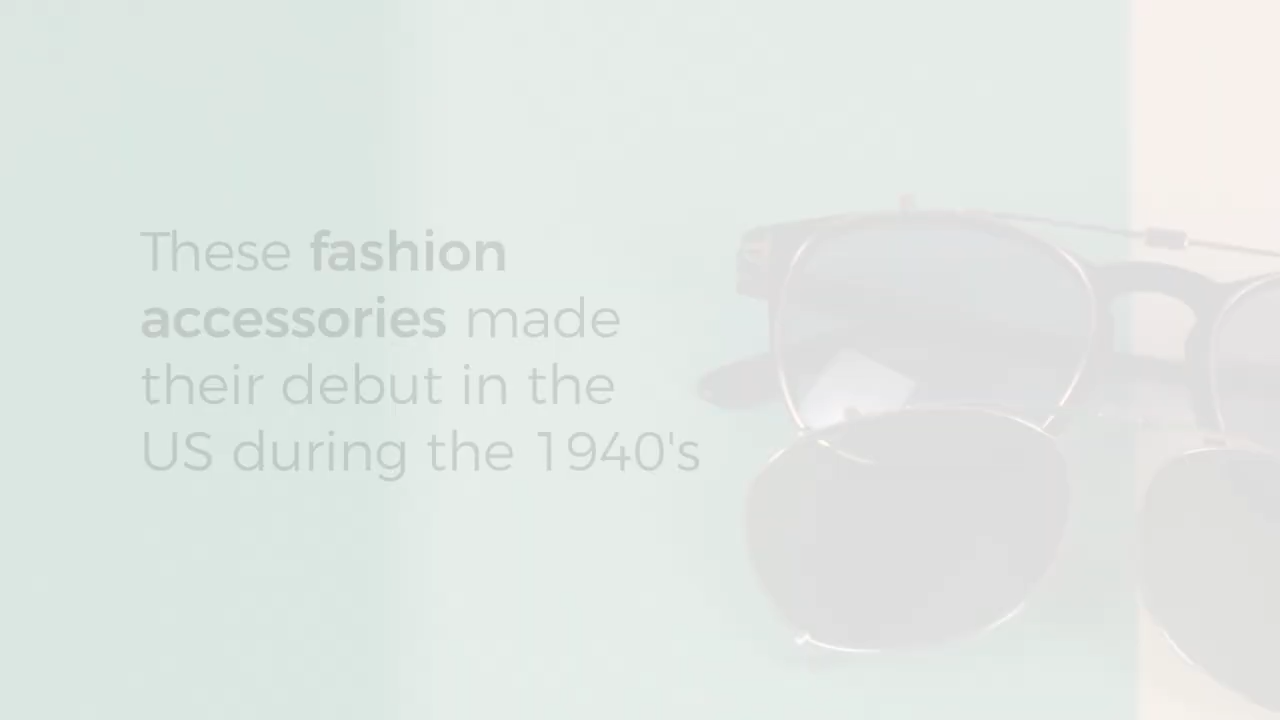 These fashion
accessories made
their debut in the
US during the 1940's